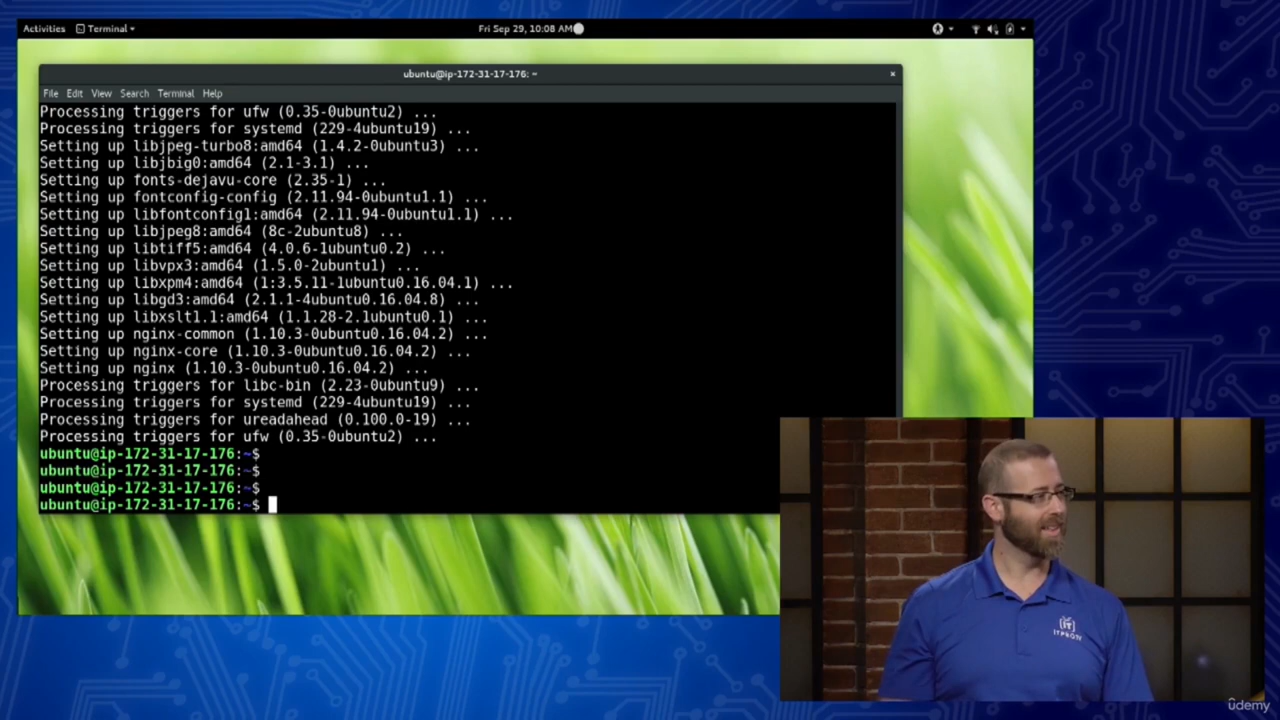 Activities Terminal Fri Sep 29, 10:08 AM
ubuntu@ip-172-31-17-176: ~
File Edit View Search Terminal Help
Processing triggers for ufw (0.35-0ubuntu2) ...
Processing triggers for systemd (229-4ubuntu19) ...
Setting up libjpeg-turbo8:amd64 (1.4.2-0ubuntu3) ...
Setting up libjbig0:amd64 (2.1-3.1) ...
Setting up fonts-dejavu-core (2.35-1) ...
Setting up fontconfig-config (2.11.94-0ubuntu1.1) ...
Setting up libfontconfig1:amd64 (2.11.94-0ubuntu1.1) ...
Setting up libjpeg8:amd64 (8c-2ubuntu8) ...
Setting up libtiff5:amd64 (4.0.6-1ubuntu0.2) ...
Setting up libvpx3:amd64 (1.5.0-2ubuntu1) ...
Setting up libxpm4:amd64 (1:3.5.11-1ubuntu0.16.04.1) ...
Setting up libgd3:amd64 (2.1.1-4ubuntu0.16.04.8) ...
Setting up libxslt1.1:amd64 (1.1.28-2.1ubuntu0.1) ...
Setting up nginx-common (1.10.3-0ubuntu0.16.04.2) ...
Setting up nginx-core (1.10.3-0ubuntu0.16.04.2) ...
Setting up nginx (1.10.3-0ubuntu0.16.04.2) ...
Processing triggers for libc-bin (2.23-0ubuntu9) ...
Processing triggers for systemd (229-4ubuntu19) ...
Processing triggers for ureadahead (0.100.0-19) ...
Processing triggers for ufw (0.35-0ubuntu2) ...
ubuntu@ip-172-31-17-176:~$
ubuntu@ip-172-31-17-176:~$
ubuntu@ip-172-31-17-176:~$
ubuntu@ip-172-31-17-176:~$
IT
ITPROTV
ûdemy